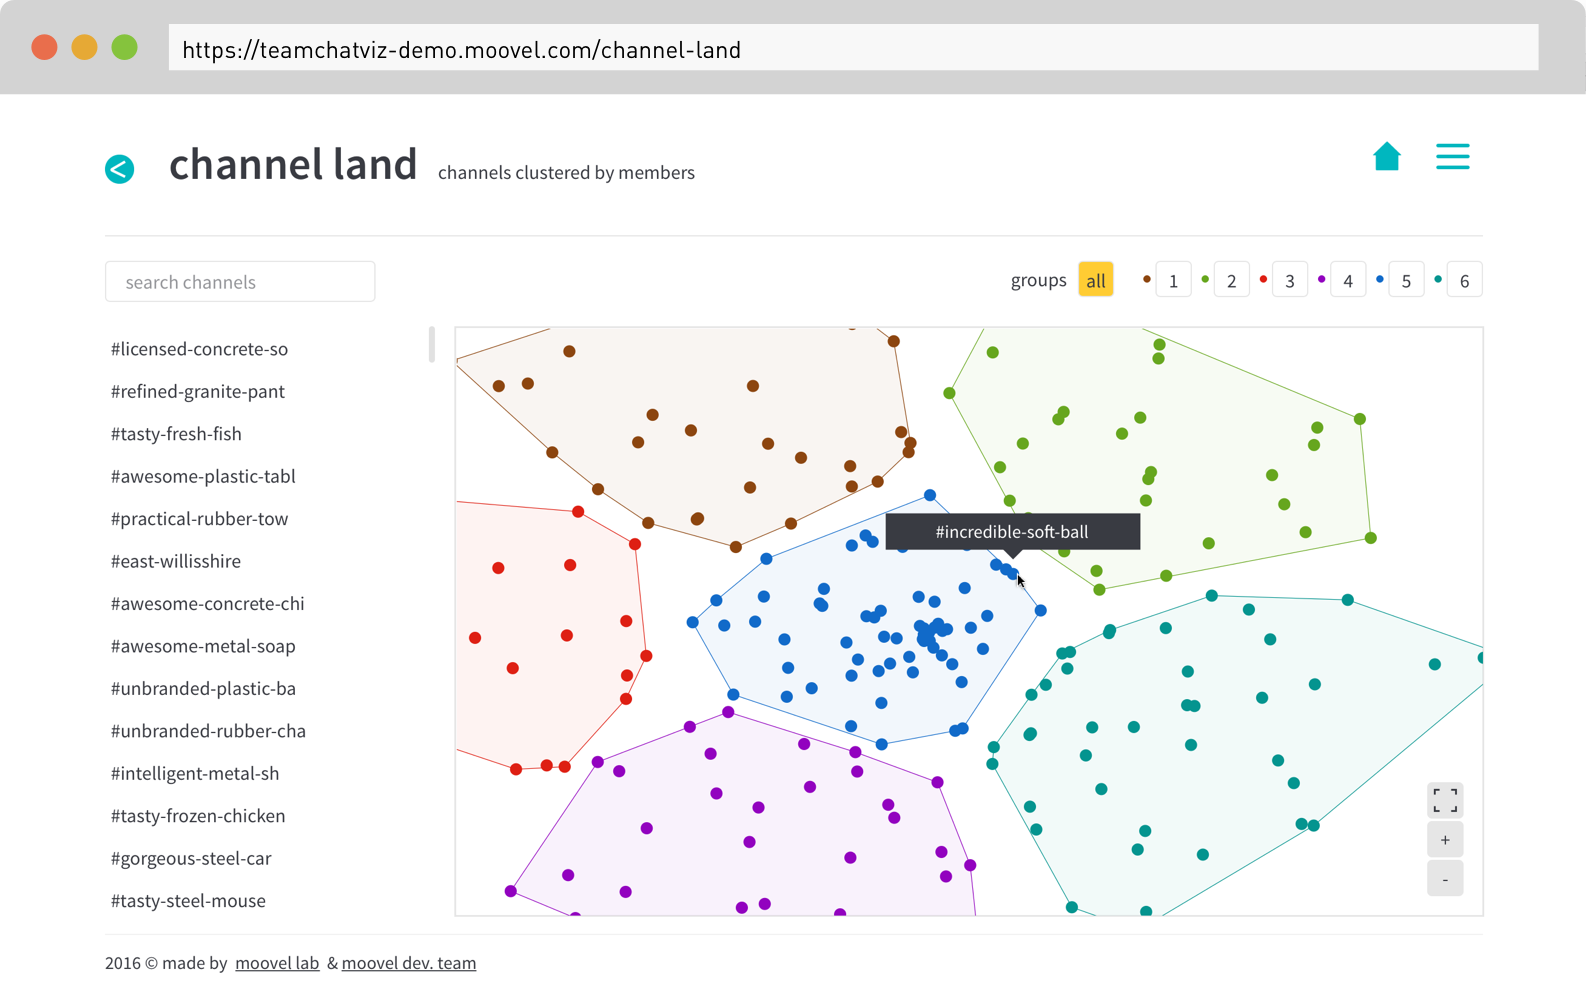 https://teamchatviz-demo.moovel.com/channel-land
< channel land channels clustered by members
search channels
groups all 1 2 3 4 5 6
#licensed-concrete-so
#refined-granite-pant
#tasty-fresh-fish
#awesome-plastic-tabl
#practical-rubber-tow
#east-willisshire
#awesome-concrete-chi
#awesome-metal-soap
#unbranded-plastic-ba
#unbranded-rubber-cha
#intelligent-metal-sh
#tasty-frozen-chicken
#gorgeous-steel-car
#tasty-steel-mouse
#incredible-soft-ball
+
-
2016 © made by moovel lab & moovel dev. team